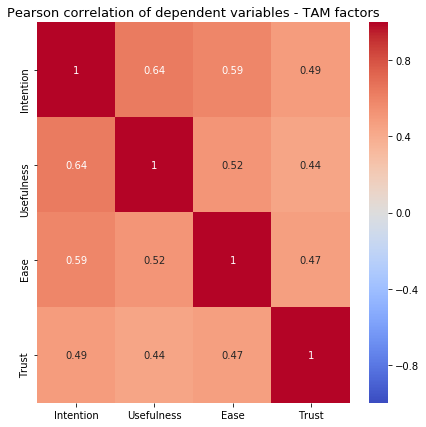 Pearson correlation of dependent variables - TAM factors
Intention 1 0.64 0.59 0.49
Usefulness 0.64 1 0.52 0.44
Ease 0.59 0.52 1 0.47
Trust 0.49 0.44 0.47 1
Intention Usefulness Ease Trust
0.8
0.4
0.0
−0.4
−0.8